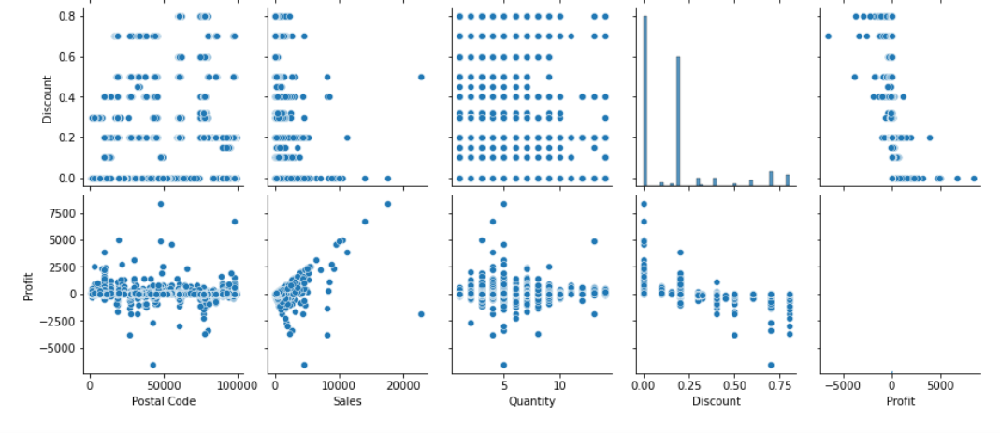 0.8
0.6
0.4
0.2
0.0
Discount
7500
5000
2500
0
−2500
−5000
Profit
0 50000 100000
Postal Code
0 10000 20000
Sales
5 10
Quantity
0.00 0.25 0.50 0.75
Discount
−5000 0 5000
Profit